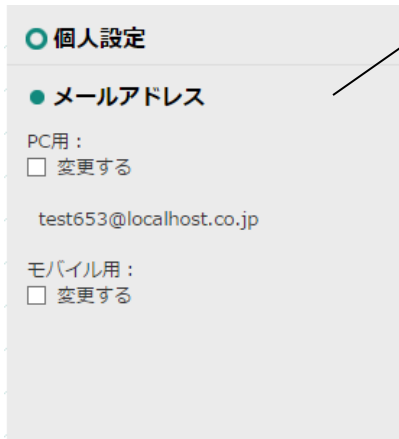 個人設定
メールアドレス
PC用：
変更する
test653@localhost.co.jp
モバイル用：
変更する